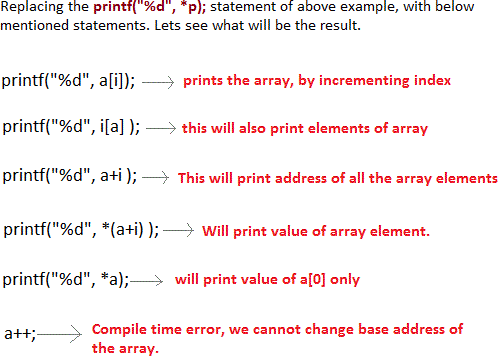 Replacing the printf("%d", *p); statement of above example, with below
mentioned statements. Lets see what will be the result.
printf("%d", a[i]); prints the array, by incrementing index
printf("%d", i[a] ); this will also print elements of array
printf("%d", a+i ); This will print address of all the array elements
printf("%d", *(a+i) ); Will print value of array element.
printf("%d", *a); will print value of a[0] only
a++; Compile time error, we cannot change base address of
the array.